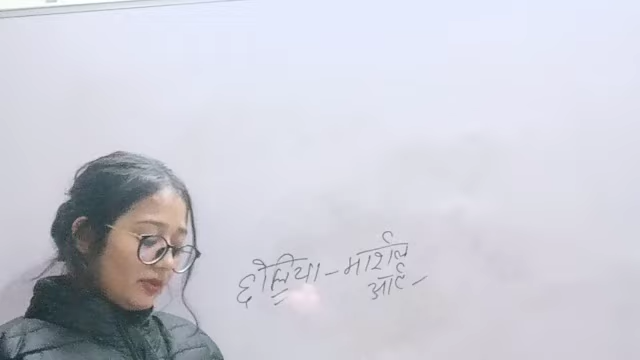 छोलिया - मार्शल
आर्ट -